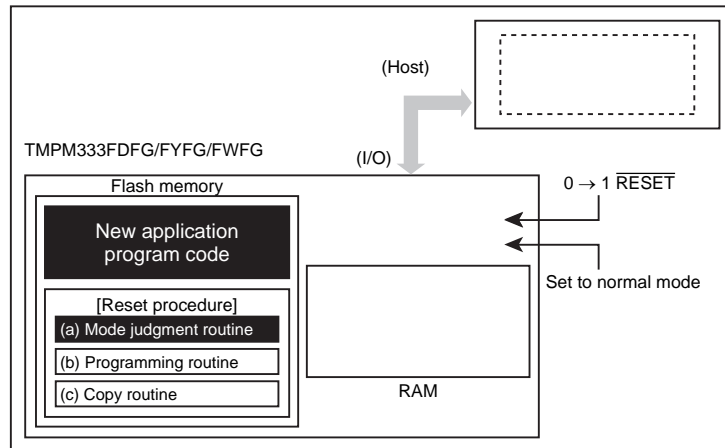 (Host)
TMPM333FDFG/FYFG/FWFG
(I/O)
Flash memory
New application
program code
[Reset procedure]
(a) Mode judgment routine
(b) Programming routine
(c) Copy routine
RAM
0 → 1 RESET
Set to normal mode